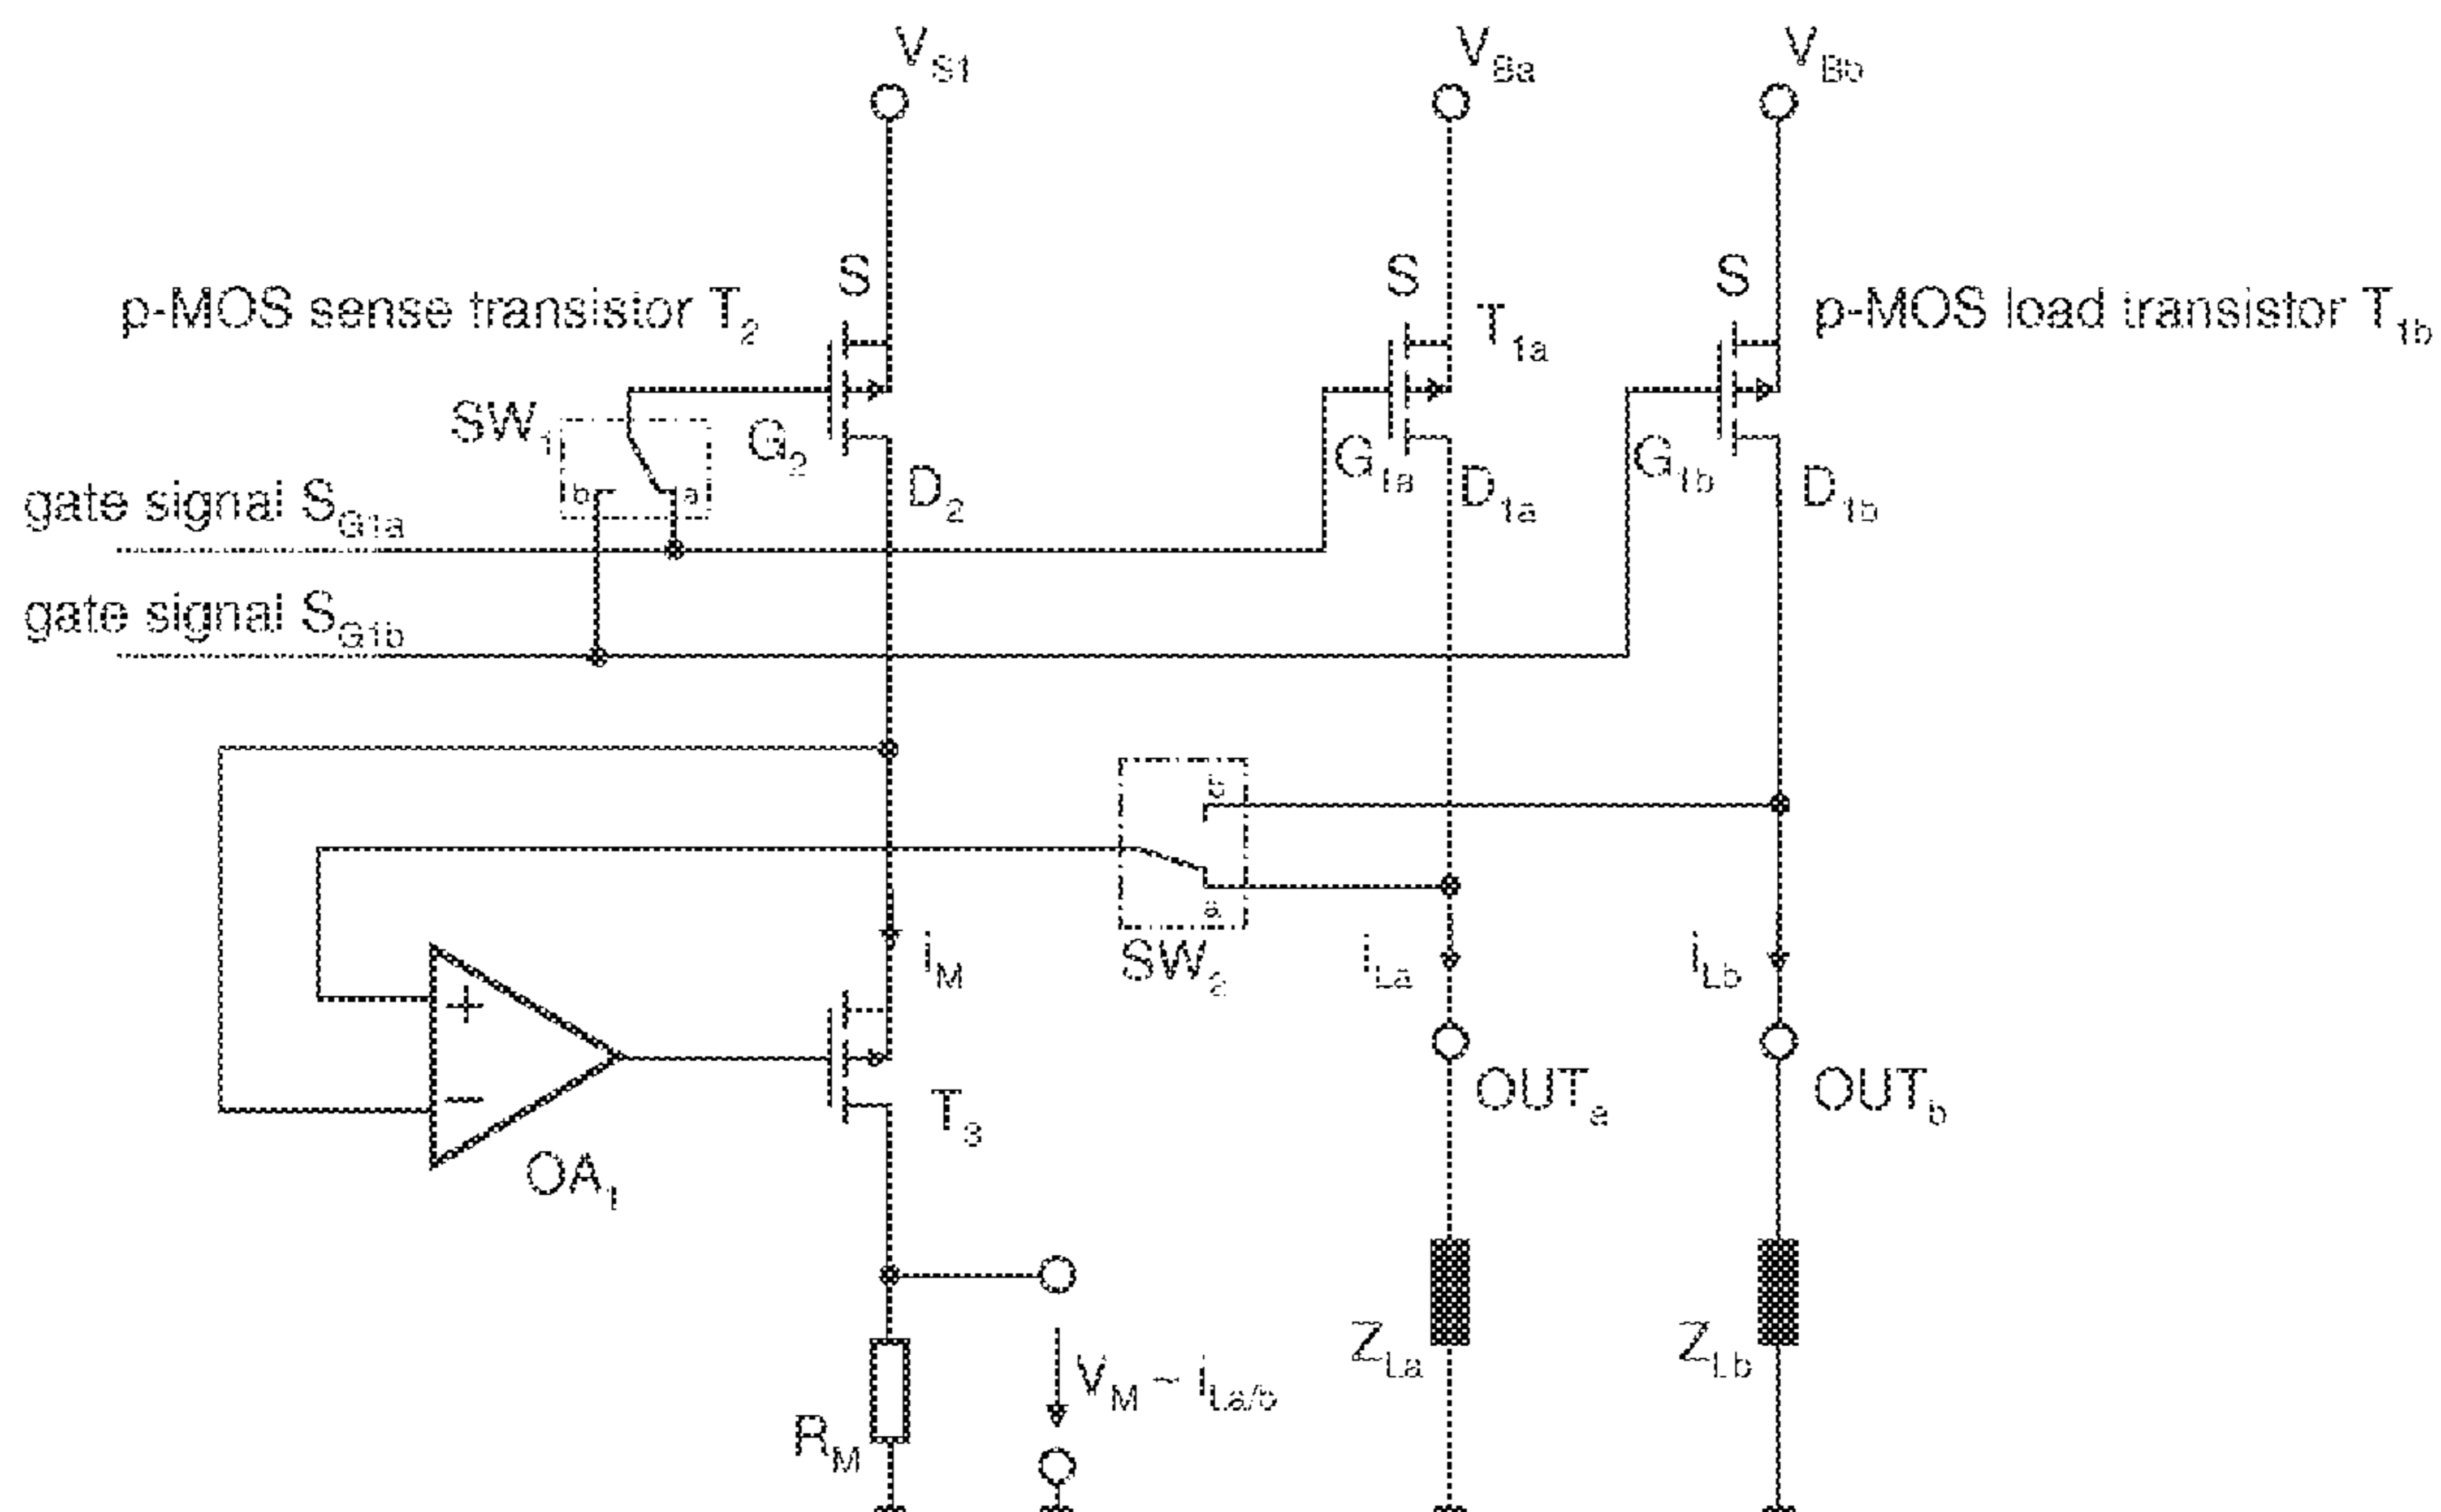 V_S1
V_Ba
V_Bb
S
S
S
p-MOS sense transistor T_2
T_1a
p-MOS load transistor T_1b
SW_1
G_2
G_1a
G_1b
b
a
D_2
D_1a
D_1b
gate signal S_G1a
gate signal S_G1b
b
a
SW_2
i_M
i_La
i_Lb
+
−
T_3
OA_1
OUT_a
OUT_b
Z_La
Z_Lb
V_M ~ i_La/b
R_M